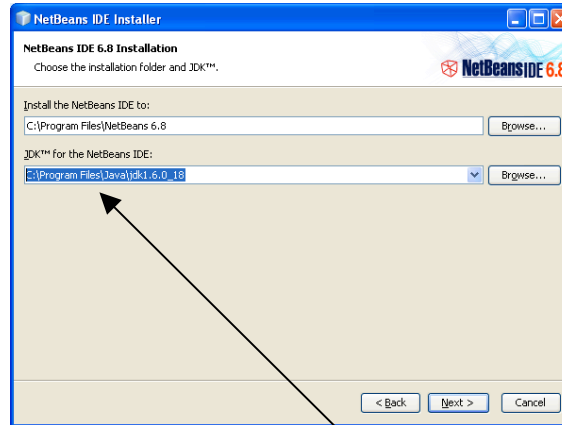 NetBeans IDE Installer
NetBeans IDE 6.8 Installation
Choose the installation folder and JDK™.
NetBeans IDE 6.8
Install the NetBeans IDE to:
C:\Program Files\NetBeans 6.8
Browse...
JDK™ for the NetBeans IDE:
C:\Program Files\Java\jdk1.6.0_18
Browse...
< Back
Next >
Cancel